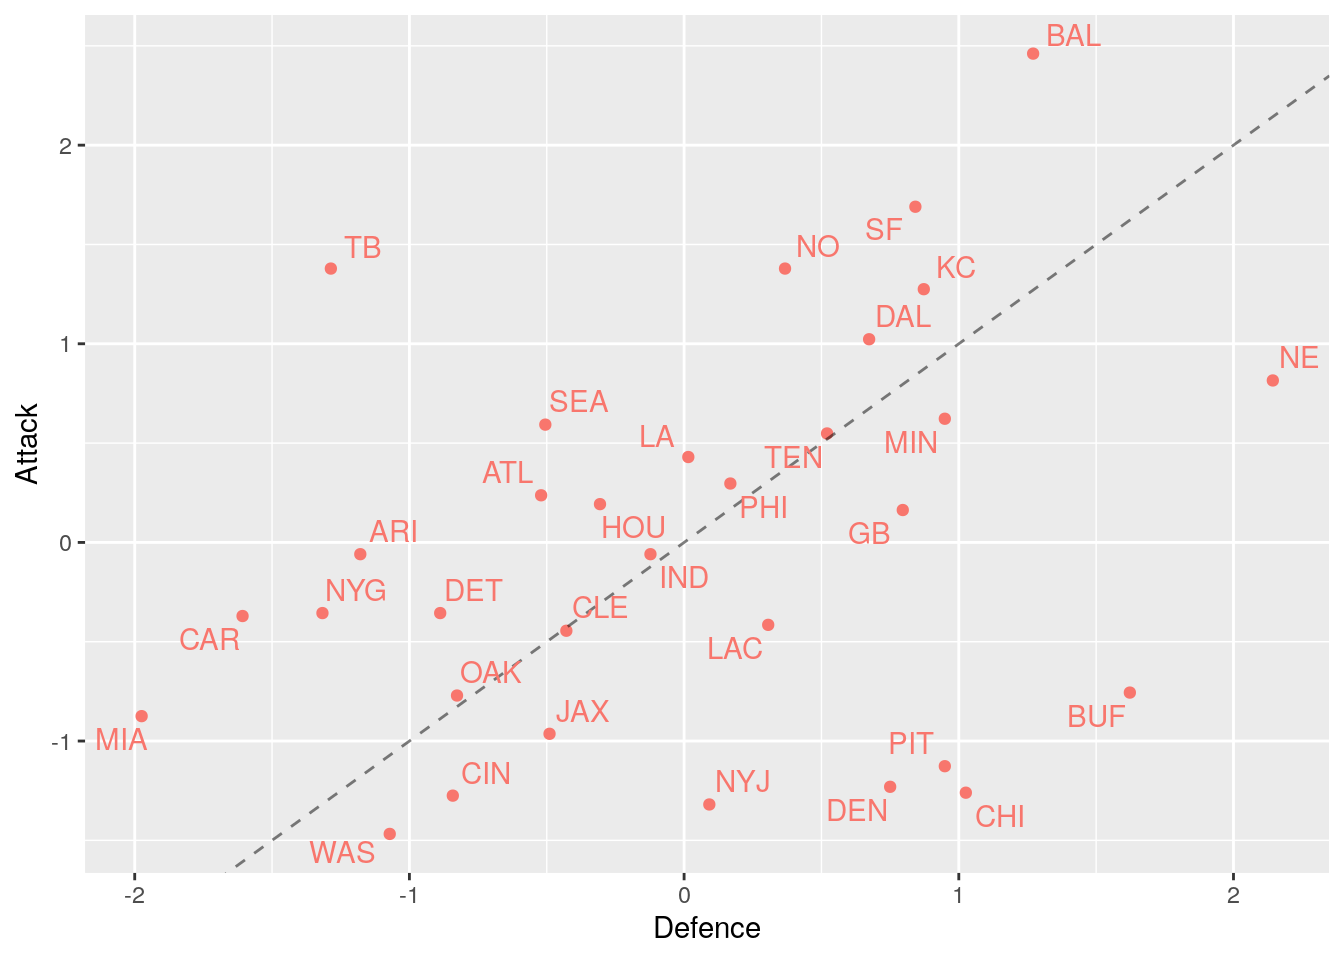 BAL
2
SF
TB
NO
KC
DAL
1
NE
SEA
LA
MIN
TEN
ATL
PHI
HOU
GB
ARI
0
IND
NYG
DET
CLE
CAR
LAC
OAK
JAX
BUF
MIA
-1
PIT
CIN
NYJ
DEN
CHI
WAS
-2
-1
0
1
2
Defence
Attack